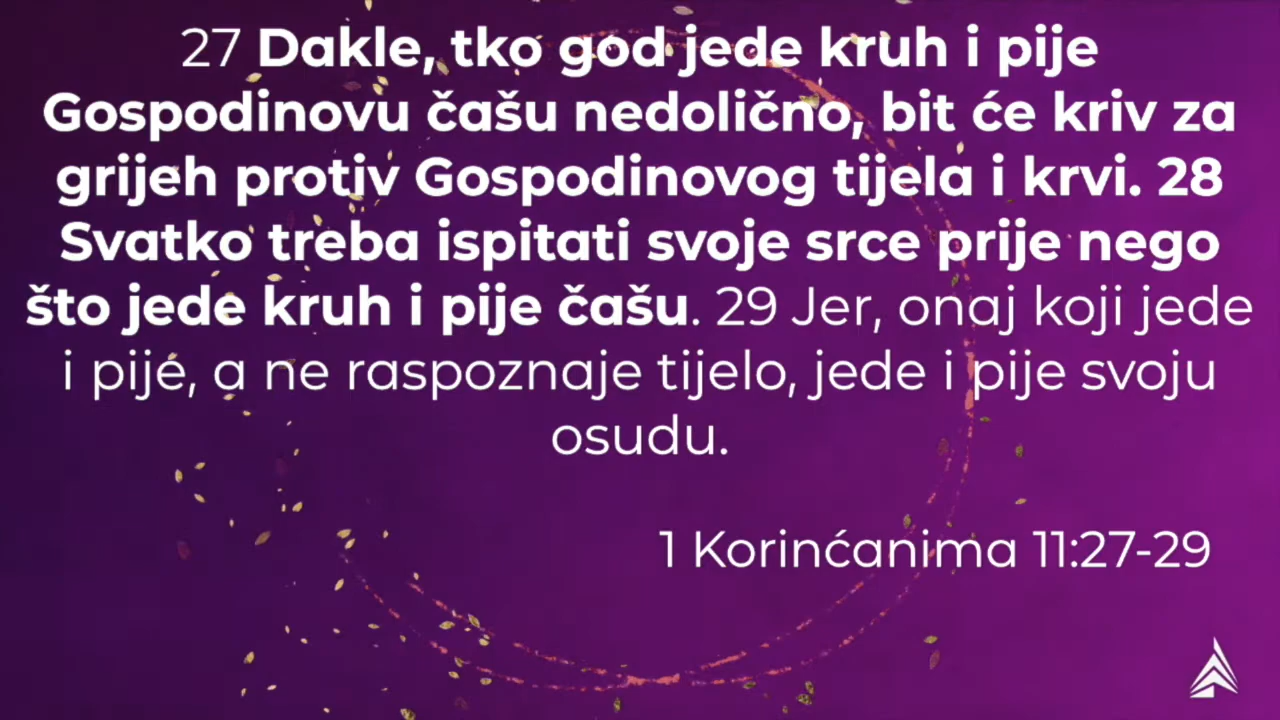 27 Dakle, tko god jede kruh i pije
Gospodinovu čašu nedolično, bit će kriv za
grijeh protiv Gospodinovog tijela i krvi. 28
Svatko treba ispitati svoje srce prije nego
što jede kruh i pije čašu. 29 Jer, onaj koji jede
i pije, a ne raspoznaje tijelo, jede i pije svoju
osudu.
1 Korinćanima 11:27-29